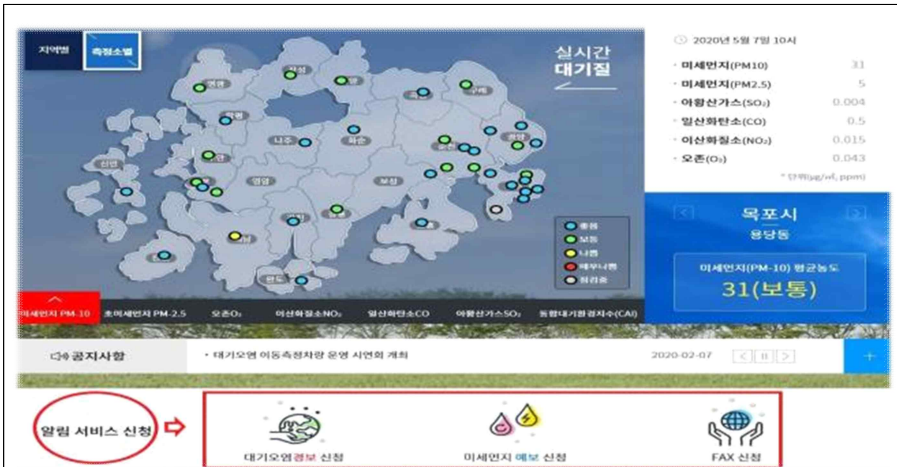 지역별
측정소별
실시간
대기질
나주
화순
영암
보성
신안
완도
좋음
보통
나쁨
매우나쁨
점검중
미세먼지 PM-10
초미세먼지 PM-2.5
오존O₃
이산화질소NO₂
일산화탄소CO
아황산가스SO₂
통합대기환경지수(CAI)
2020년 5월 7일 10시
· 미세먼지(PM10) 31
· 미세먼지(PM2.5) 5
· 아황산가스(SO₂) 0.004
· 일산화탄소(CO) 0.5
· 이산화질소(NO₂) 0.015
· 오존(O₃) 0.043
* 단위(㎍/㎥, ppm)
목포시
용당동
미세먼지(PM-10) 평균농도
31(보통)
공지사항
· 대기오염 이동측정차량 운영 시연회 개최
2020-02-07
알림 서비스 신청
대기오염경보 신청
미세먼지 예보 신청
FAX 신청